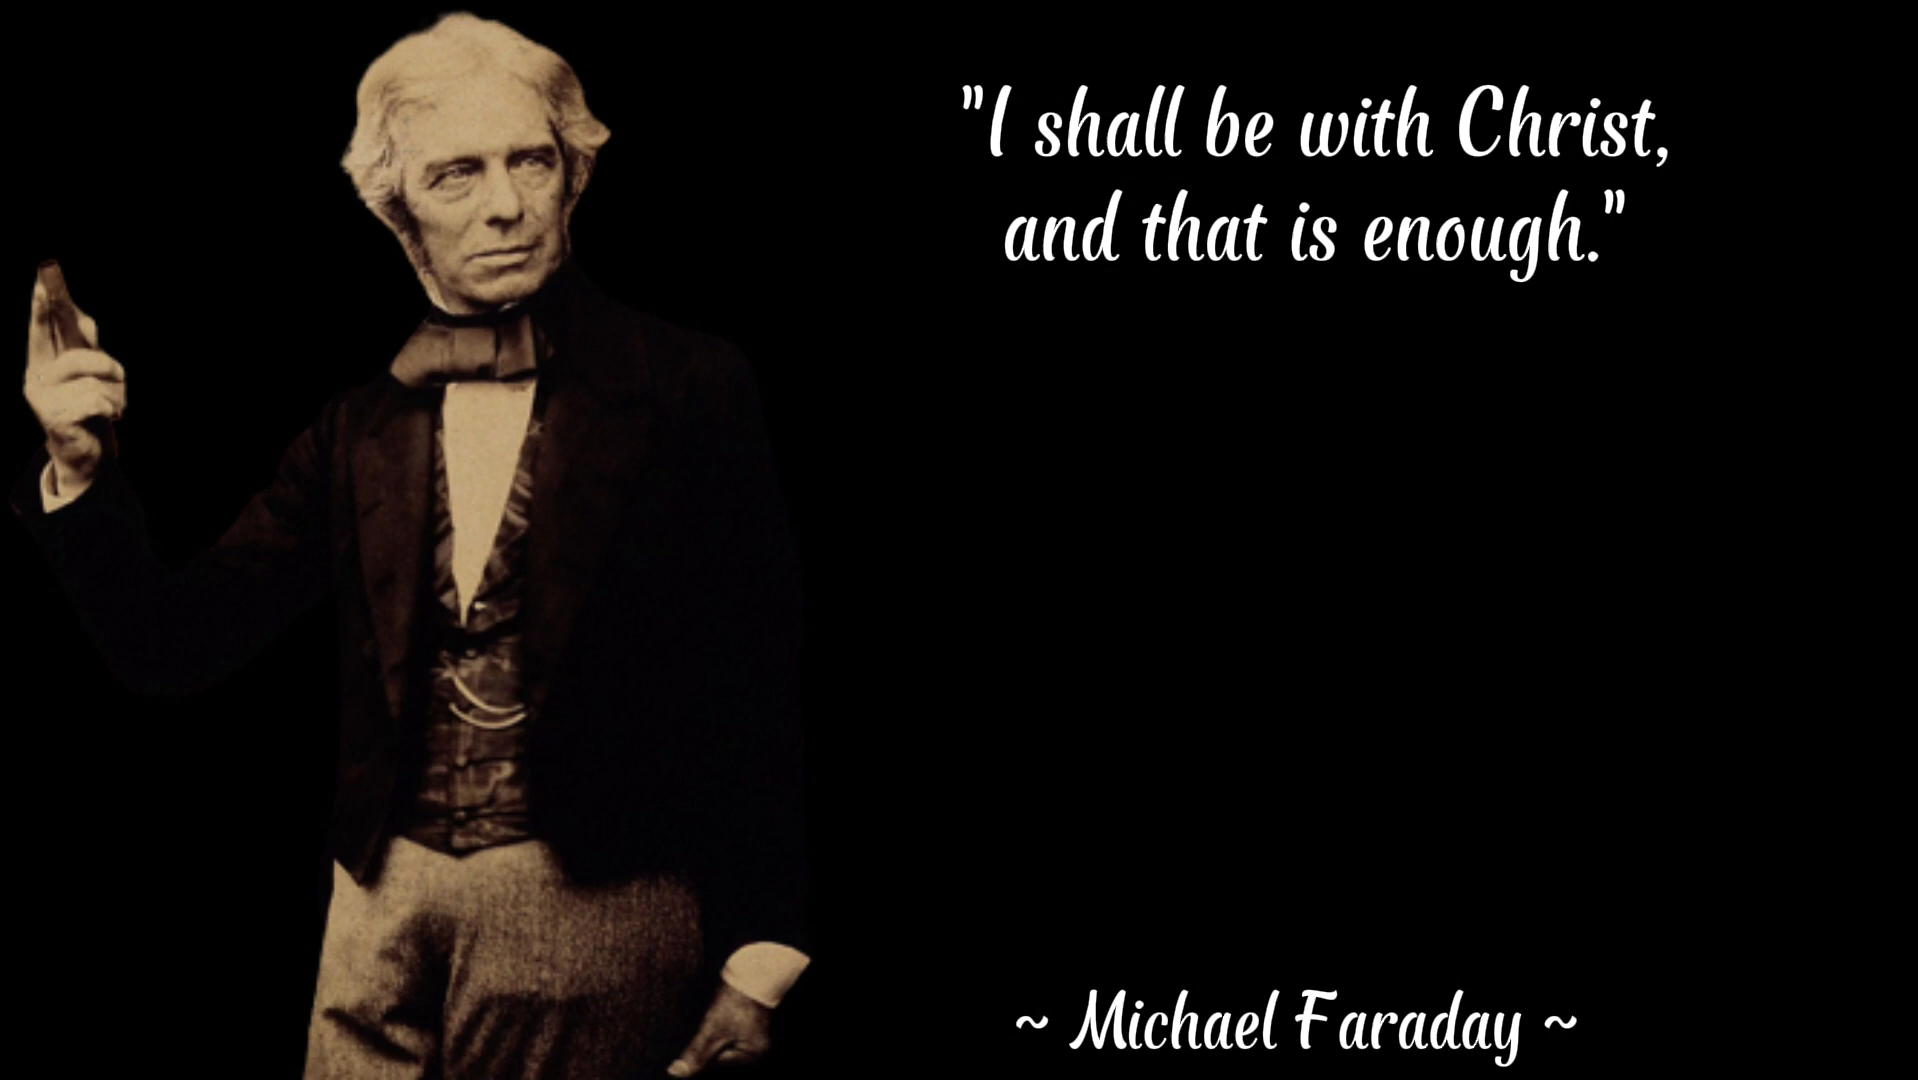 "I shall be with Christ,
and that is enough."
~ Michael Faraday ~